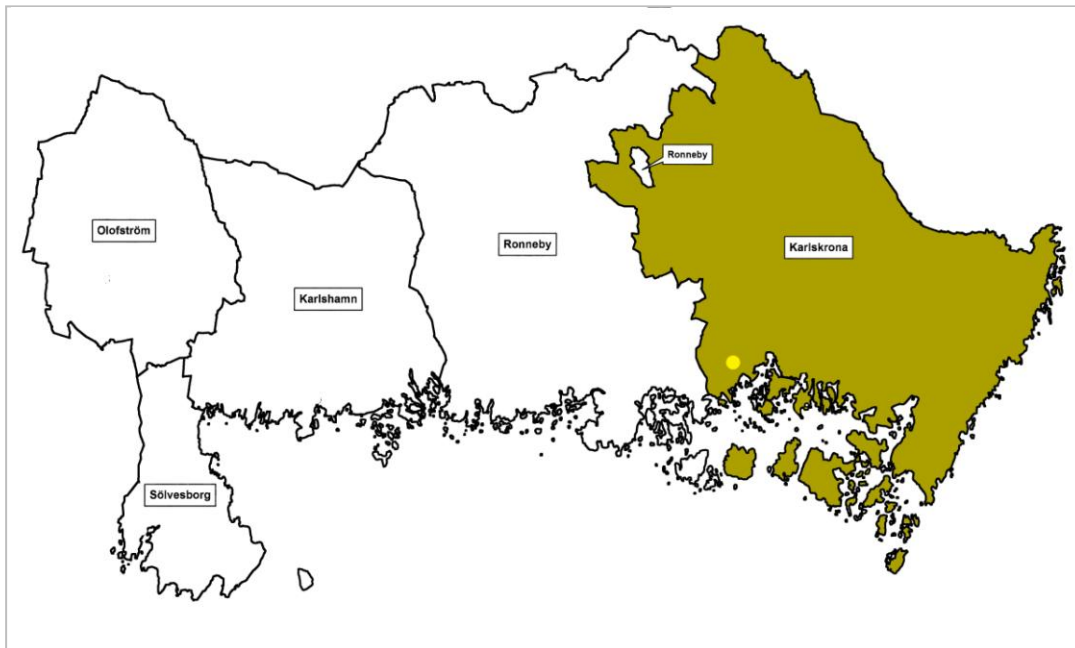 Ronneby
Olofström
Ronneby
Karlskrona
Karlshamn
Sölvesborg